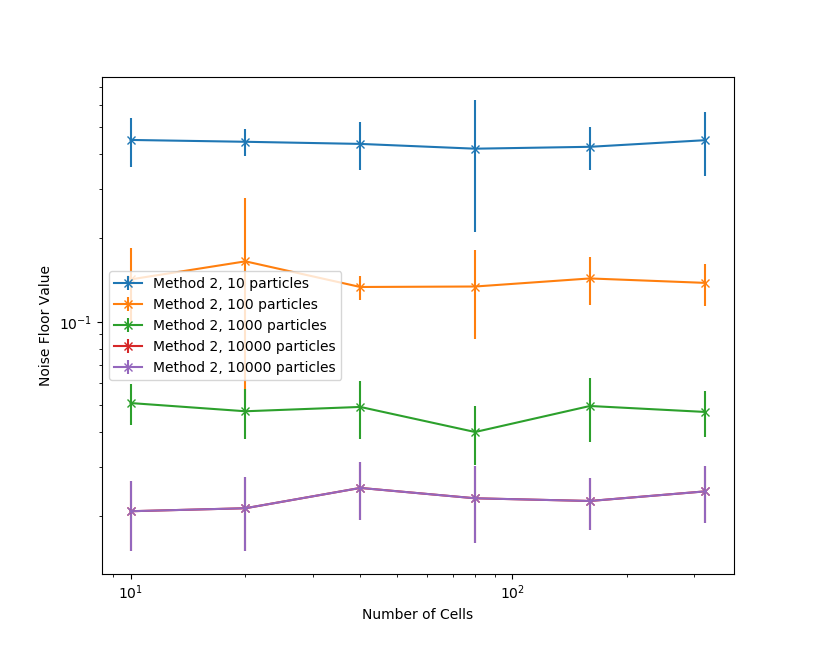 Noise Floor Value
10⁻¹
Method 2, 10 particles
Method 2, 100 particles
Method 2, 1000 particles
Method 2, 10000 particles
Method 2, 10000 particles
10¹
10²
Number of Cells